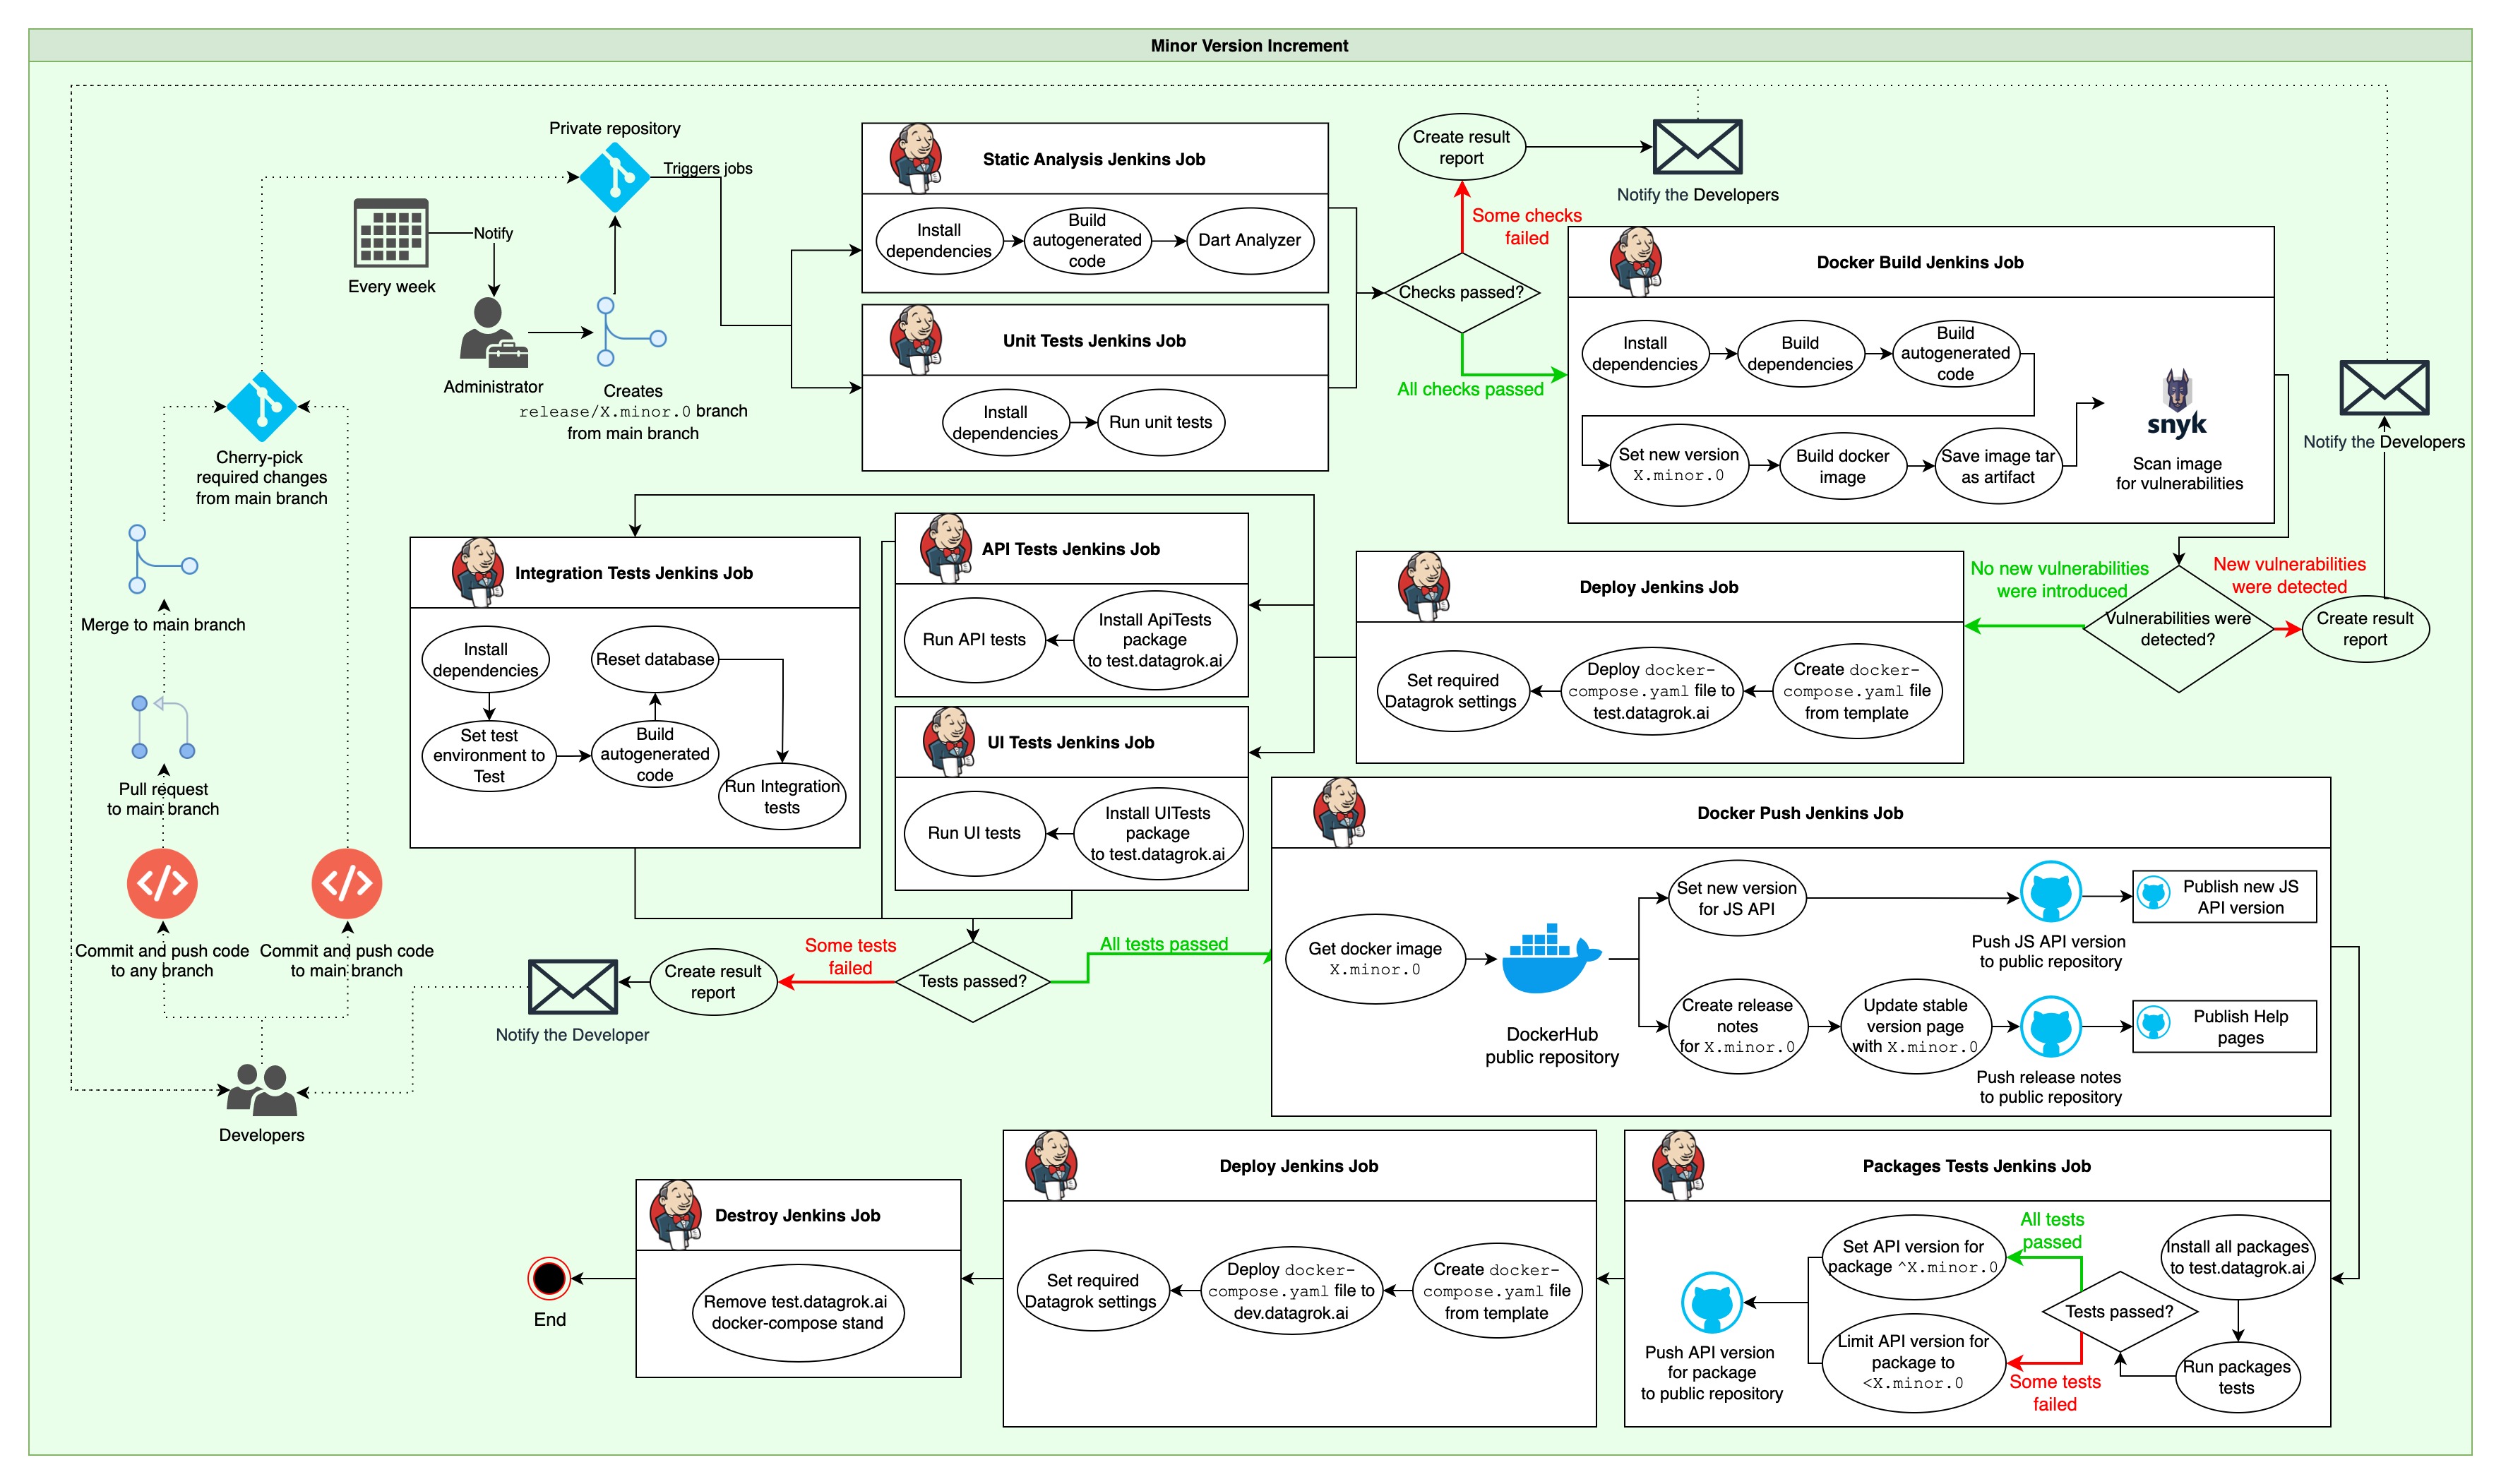 Minor Version Increment
Private repository
Triggers jobs
Notify
Every week
Administrator
Creates
release/X.minor.0 branch
from main branch
Static Analysis Jenkins Job
Install
dependencies
Build
autogenerated
code
Dart Analyzer
Unit Tests Jenkins Job
Install
dependencies
Run unit tests
Checks passed?
Some checks
failed
Create result
report
Notify the Developers
All checks passed
Docker Build Jenkins Job
Install
dependencies
Build
dependencies
Build
autogenerated
code
Set new version
X.minor.0
Build docker
image
Save image tar
as artifact
snyk
Scan image
for vulnerabilities
Notify the Developers
Vulnerabilities were
detected?
New vulnerabilities
were detected
Create result
report
No new vulnerabilities
were introduced
Deploy Jenkins Job
Create docker-
compose.yaml file
from template
Deploy docker-
compose.yaml file to
test.datagrok.ai
Set required
Datagrok settings
Integration Tests Jenkins Job
Install
dependencies
Set test
environment to
Test
Build
autogenerated
code
Reset database
Run Integration
tests
API Tests Jenkins Job
Install ApiTests
package
to test.datagrok.ai
Run API tests
UI Tests Jenkins Job
Install UITests
package
to test.datagrok.ai
Run UI tests
Tests passed?
Some tests
failed
Create result
report
Notify the Developer
All tests passed
Cherry-pick
required changes
from main branch
Merge to main branch
Pull request
to main branch
Commit and push code
to any branch
Commit and push code
to main branch
Developers
Docker Push Jenkins Job
Get docker image
X.minor.0
DockerHub
public repository
Set new version
for JS API
Push JS API version
to public repository
Publish new JS
API version
Create release
notes
for X.minor.0
Update stable
version page
with X.minor.0
Push release notes
to public repository
Publish Help
pages
Packages Tests Jenkins Job
Install all packages
to test.datagrok.ai
Run packages
tests
Tests passed?
All tests
passed
Set API version for
package ^X.minor.0
Some tests
failed
Limit API version for
package to
<X.minor.0
Push API version
for package
to public repository
Deploy Jenkins Job
Create docker-
compose.yaml file
from template
Deploy docker-
compose.yaml file to
dev.datagrok.ai
Set required
Datagrok settings
Destroy Jenkins Job
Remove test.datagrok.ai
docker-compose stand
End